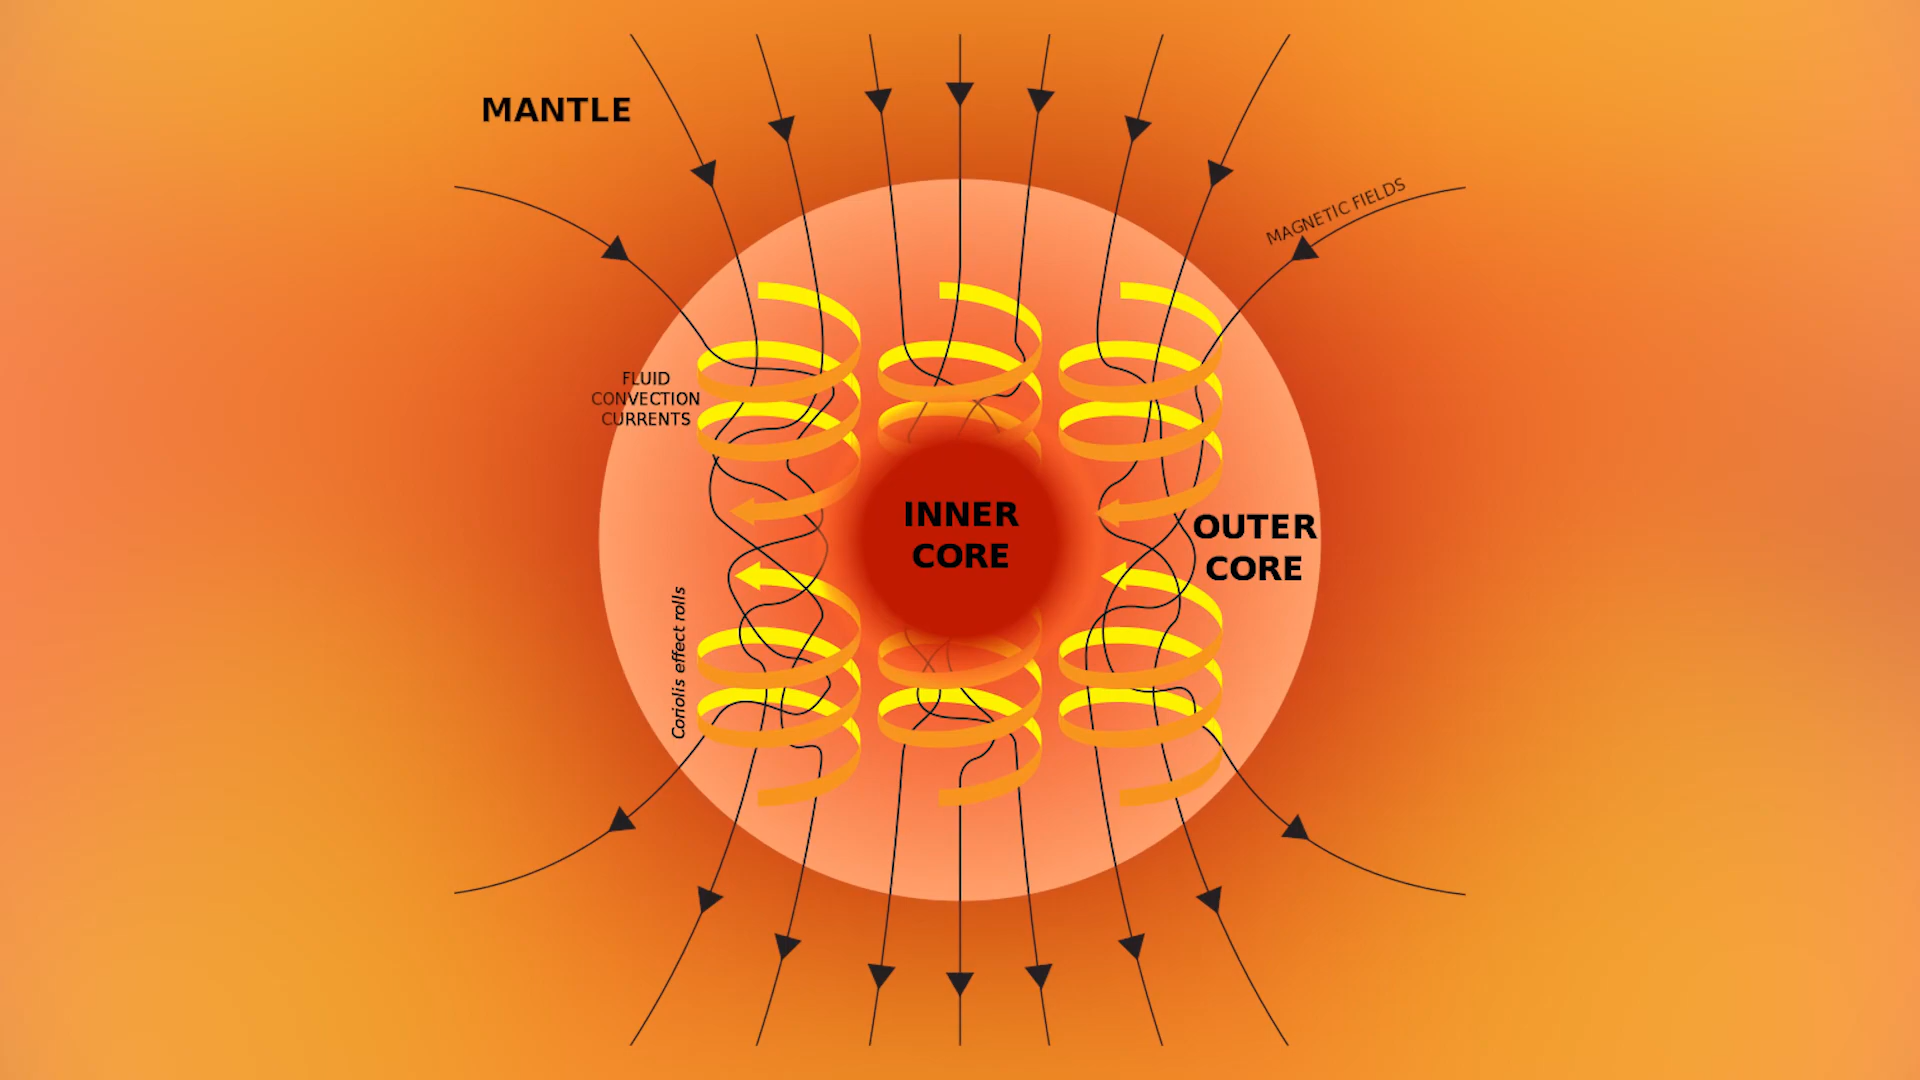 MANTLE
MAGNETIC FIELDS
FLUID
CONVECTION
CURRENTS
INNER
CORE
OUTER
CORE
Coriolis effect rolls